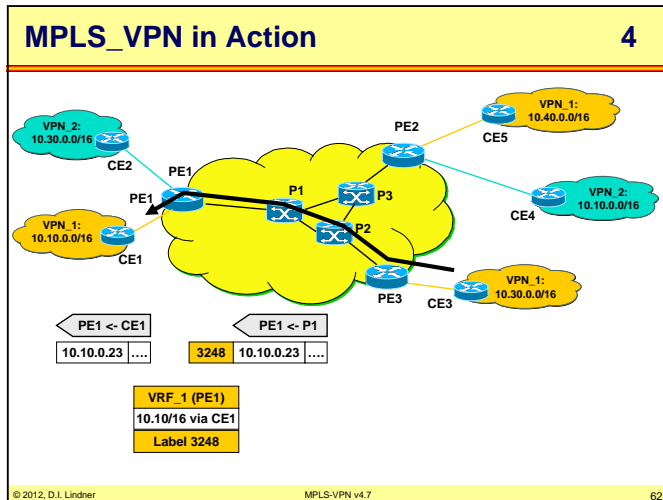 MPLS_VPN in Action 4
VPN_2:
10.30.0.0/16
CE2
PE1
PE1
VPN_1:
10.10.0.0/16
CE1
P1
P3
P2
PE2
VPN_1:
10.40.0.0/16
CE5
VPN_2:
10.10.0.0/16
CE4
PE3
CE3
VPN_1:
10.30.0.0/16
PE1 <- CE1
10.10.0.23 ....
PE1 <- P1
3248 10.10.0.23 ....
VRF_1 (PE1)
10.10/16 via CE1
Label 3248
© 2012, D.I. Lindner MPLS-VPN v4.7 62